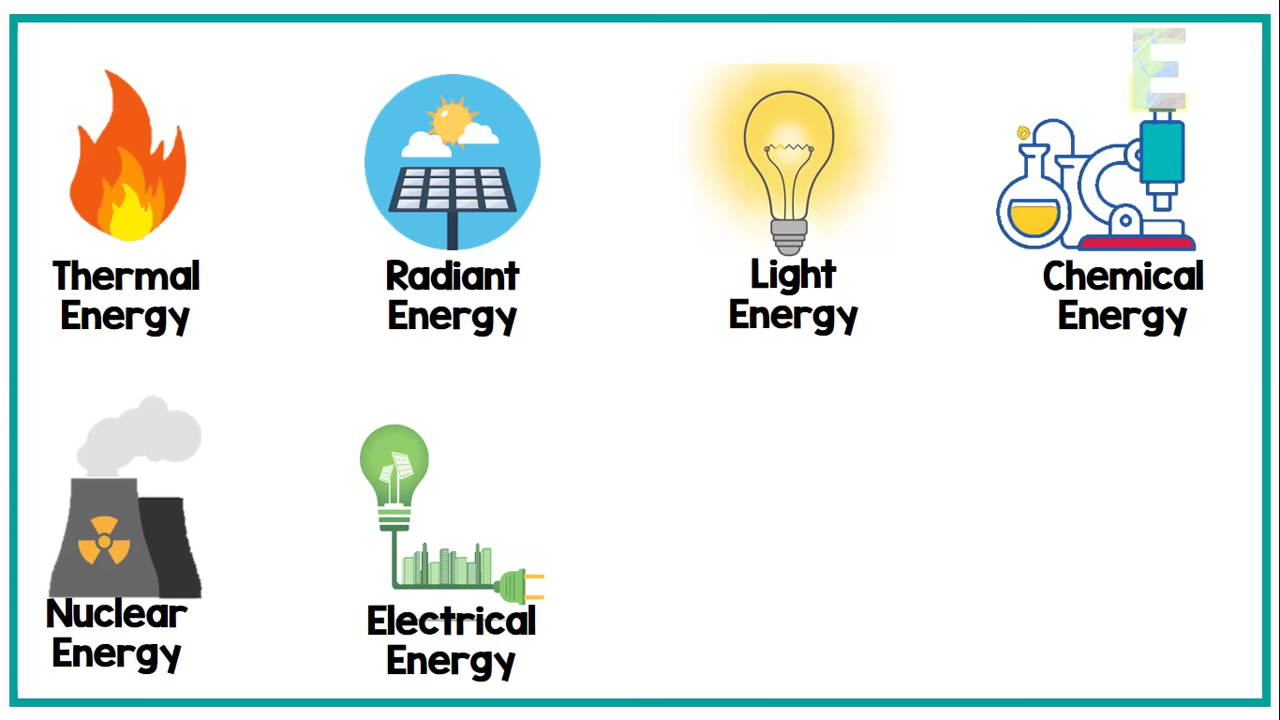 E
Thermal
Energy
Radiant
Energy
Light
Energy
Chemical
Energy
Nuclear
Energy
Electrical
Energy